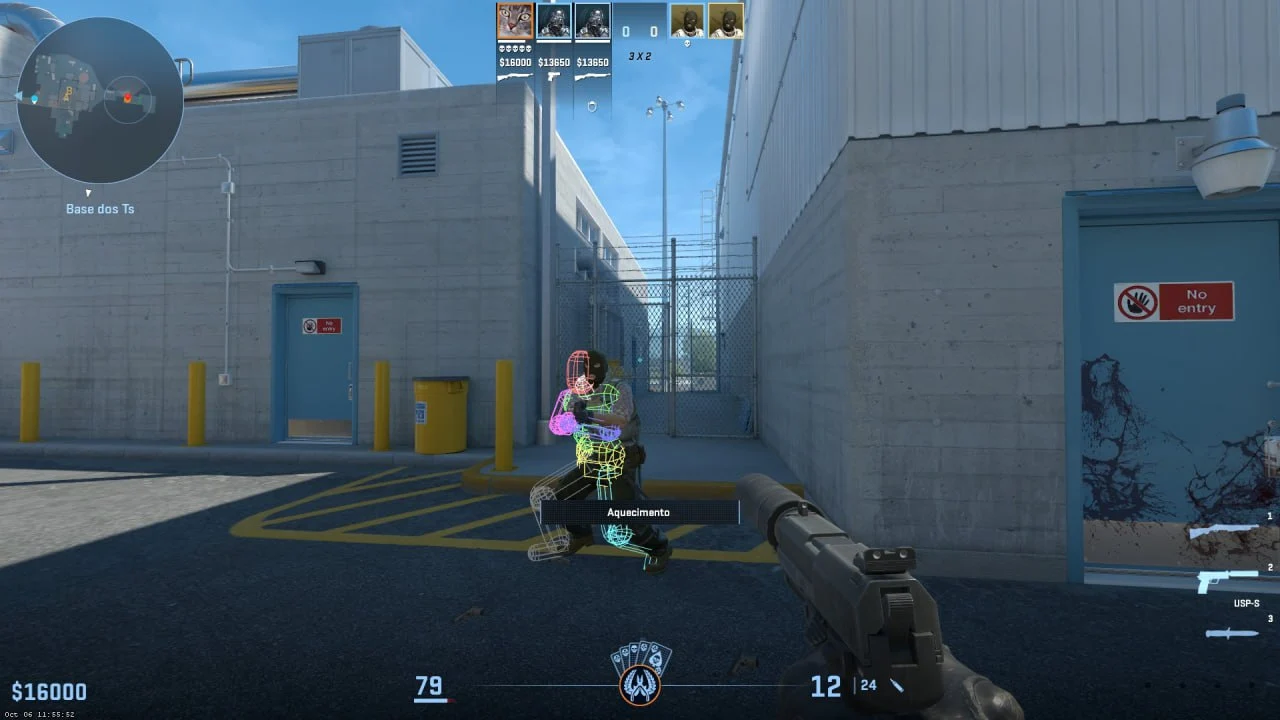 0 0
3 X 2
$16000 $13650 $13650
Base dos Ts
No
entry
No
entry
Aquecimento
1
2
USP-S
3
$16000
79
12 24
Oct 06 11:55:52